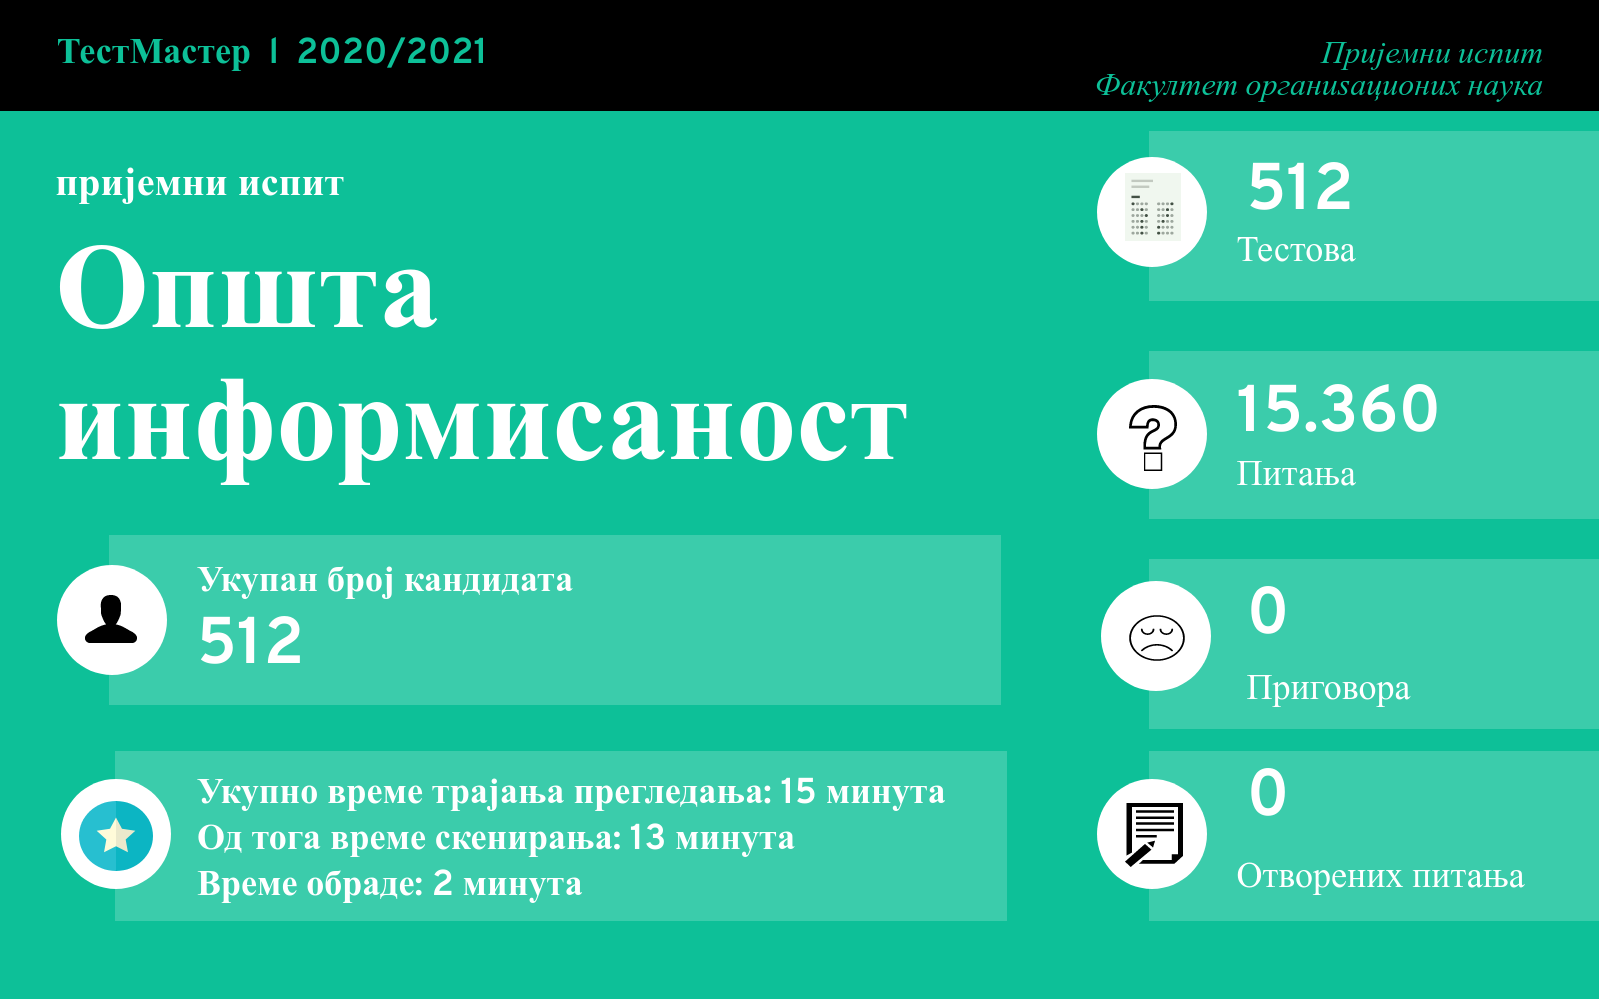 ТестМастер | 2020/2021
Пријемни испит
Факултет организационих наука
пријемни испит
Општа
информисаност
Укупан број кандидата
512
Укупно време трајања прегледања: 15 минута
Од тога време скенирања: 13 минута
Време обраде: 2 минута
512
Тестова
15.360
Питања
0
Приговора
0
Отворених питања